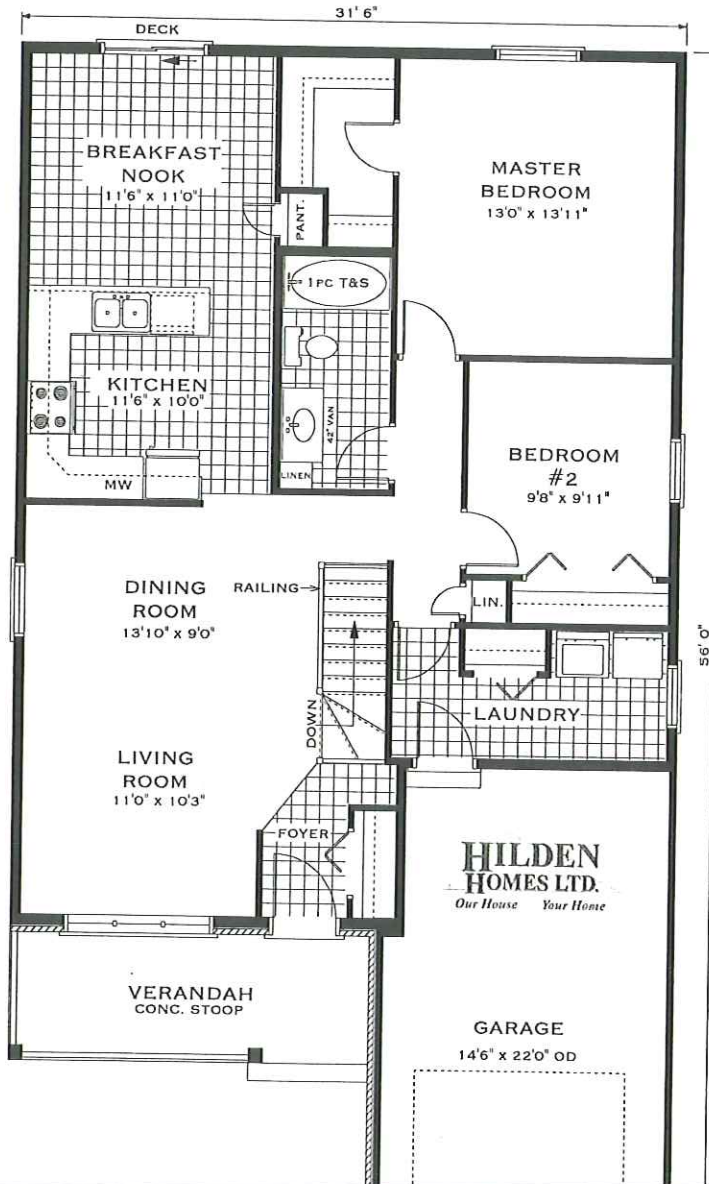 31'6"
DECK
BREAKFAST
NOOK
11'6" x 11'0"
PANT.
MASTER
BEDROOM
13'0" x 13'11"
1PC T&S
KITCHEN
11'6" x 10'0"
MW
42" VAN
LINEN
BEDROOM
#2
9'8" x 9'11"
DINING
ROOM
13'10" x 9'0"
RAILING
LIN.
56'0"
DOWN
LAUNDRY
LIVING
ROOM
11'0" x 10'3"
FOYER
HILDEN
HOMES LTD.
Our House Your Home
VERANDAH
CONC. STOOP
GARAGE
14'6" x 22'0" OD